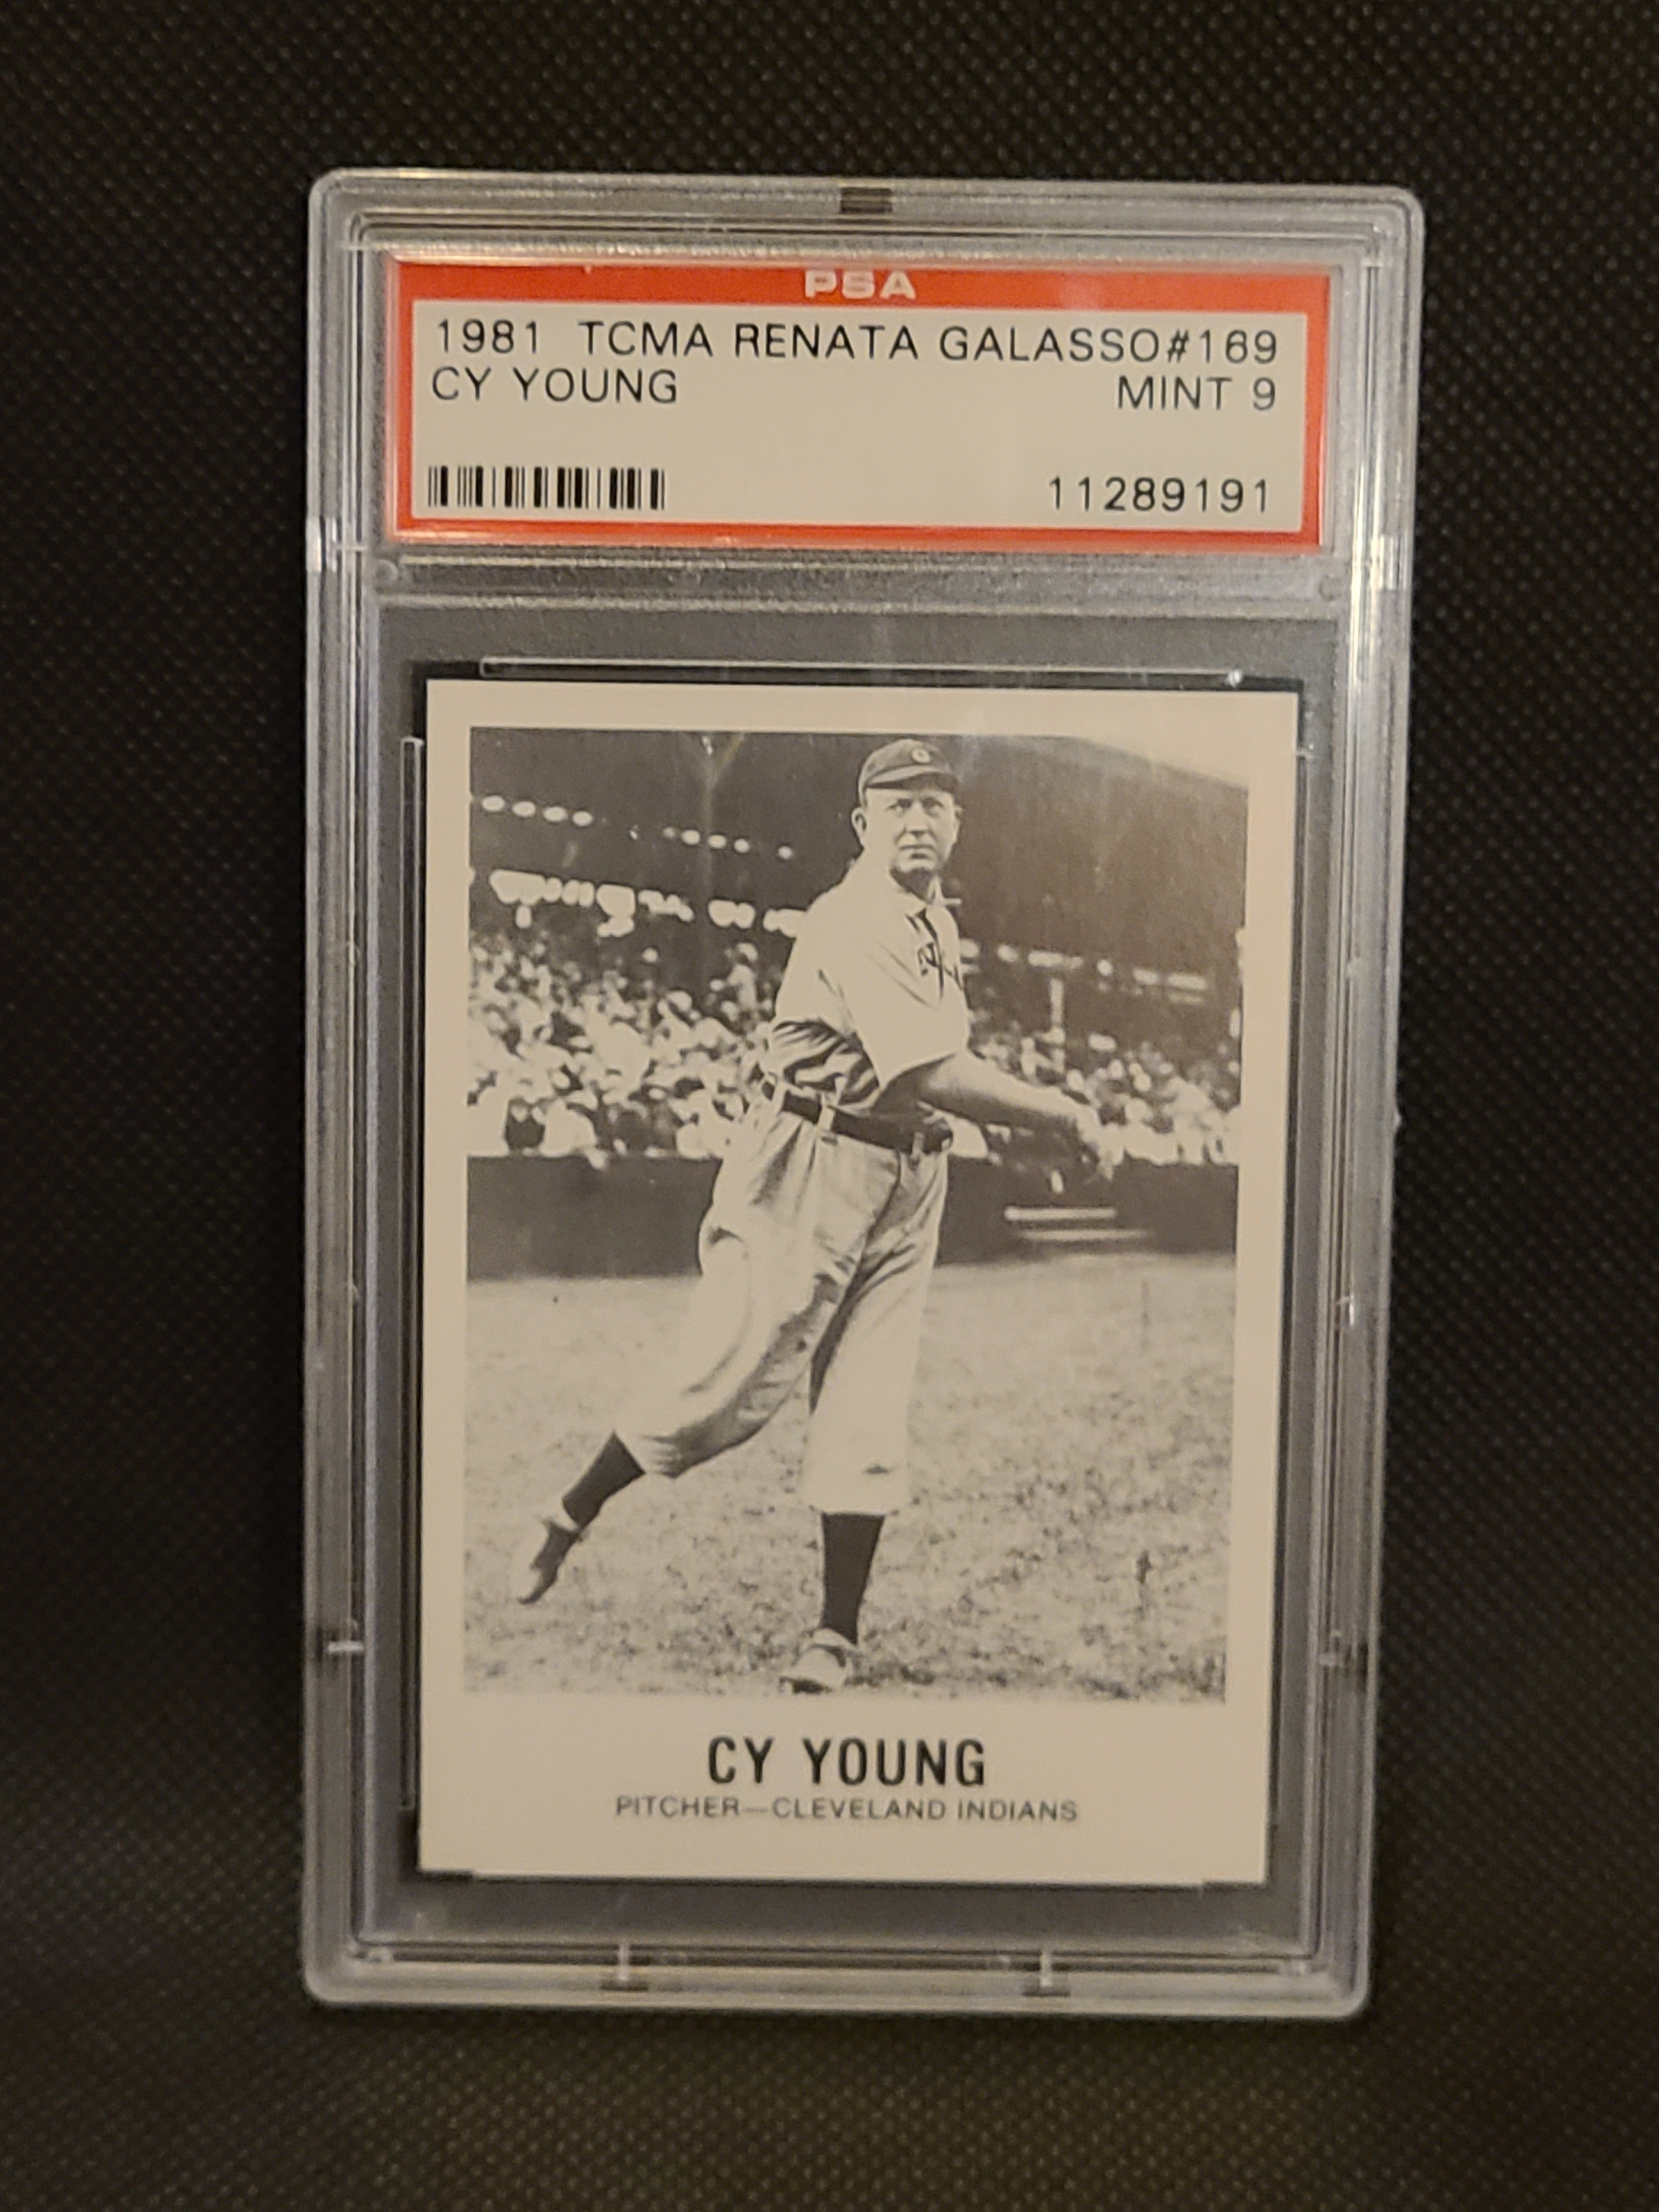 PSA
1981 TCMA RENATA GALASSO#169
CY YOUNG MINT 9
11289191
CY YOUNG
PITCHER—CLEVELAND INDIANS